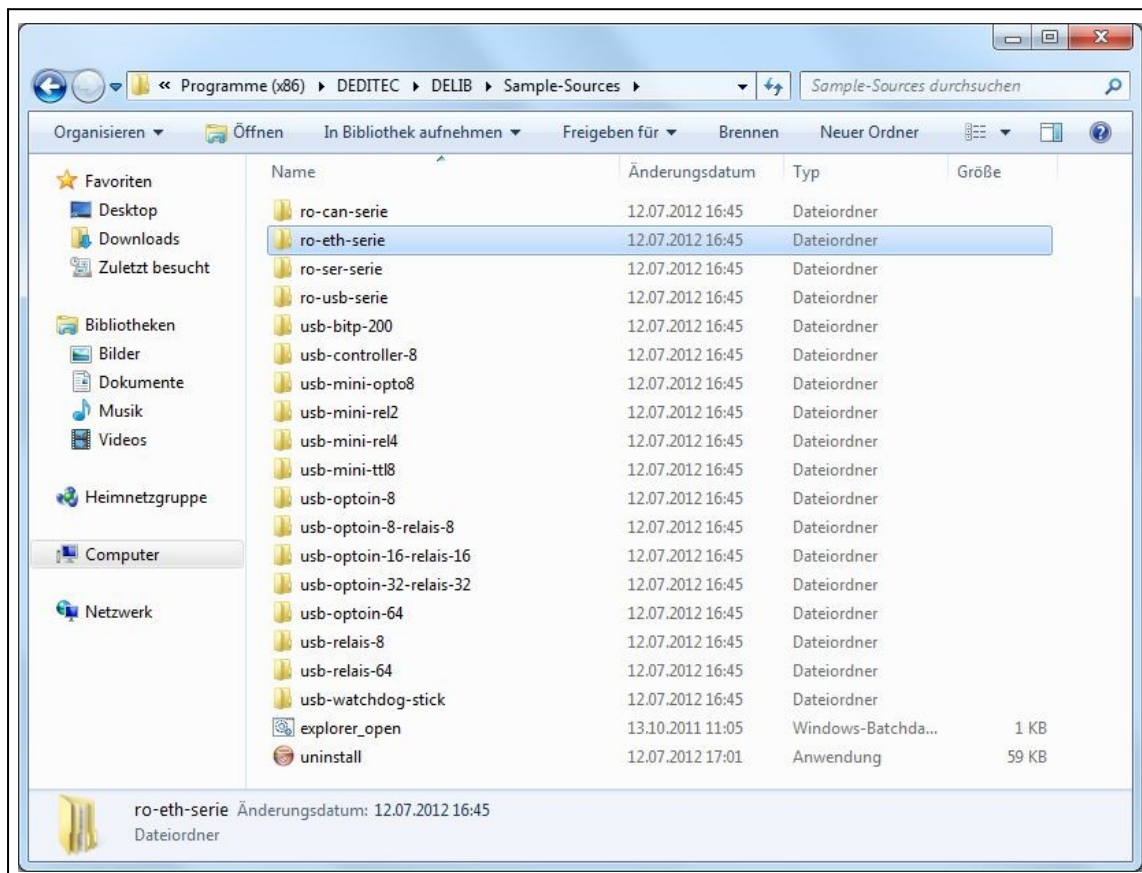 « Programme (x86) ▸ DEDITEC ▸ DELIB ▸ Sample-Sources ▸ Sample-Sources durchsuchen
Organisieren Öffnen In Bibliothek aufnehmen Freigeben für Brennen Neuer Ordner
Favoriten
Desktop
Downloads
Zuletzt besucht
Bibliotheken
Bilder
Dokumente
Musik
Videos
Heimnetzgruppe
Computer
Netzwerk
Name Änderungsdatum Typ Größe
ro-can-serie 12.07.2012 16:45 Dateiordner
ro-eth-serie 12.07.2012 16:45 Dateiordner
ro-ser-serie 12.07.2012 16:45 Dateiordner
ro-usb-serie 12.07.2012 16:45 Dateiordner
usb-bitp-200 12.07.2012 16:45 Dateiordner
usb-controller-8 12.07.2012 16:45 Dateiordner
usb-mini-opto8 12.07.2012 16:45 Dateiordner
usb-mini-rel2 12.07.2012 16:45 Dateiordner
usb-mini-rel4 12.07.2012 16:45 Dateiordner
usb-mini-ttl8 12.07.2012 16:45 Dateiordner
usb-optoin-8 12.07.2012 16:45 Dateiordner
usb-optoin-8-relais-8 12.07.2012 16:45 Dateiordner
usb-optoin-16-relais-16 12.07.2012 16:45 Dateiordner
usb-optoin-32-relais-32 12.07.2012 16:45 Dateiordner
usb-optoin-64 12.07.2012 16:45 Dateiordner
usb-relais-8 12.07.2012 16:45 Dateiordner
usb-relais-64 12.07.2012 16:45 Dateiordner
usb-watchdog-stick 12.07.2012 16:45 Dateiordner
explorer_open 13.10.2011 11:05 Windows-Batchda... 1 KB
uninstall 12.07.2012 17:01 Anwendung 59 KB
ro-eth-serie Änderungsdatum: 12.07.2012 16:45
Dateiordner